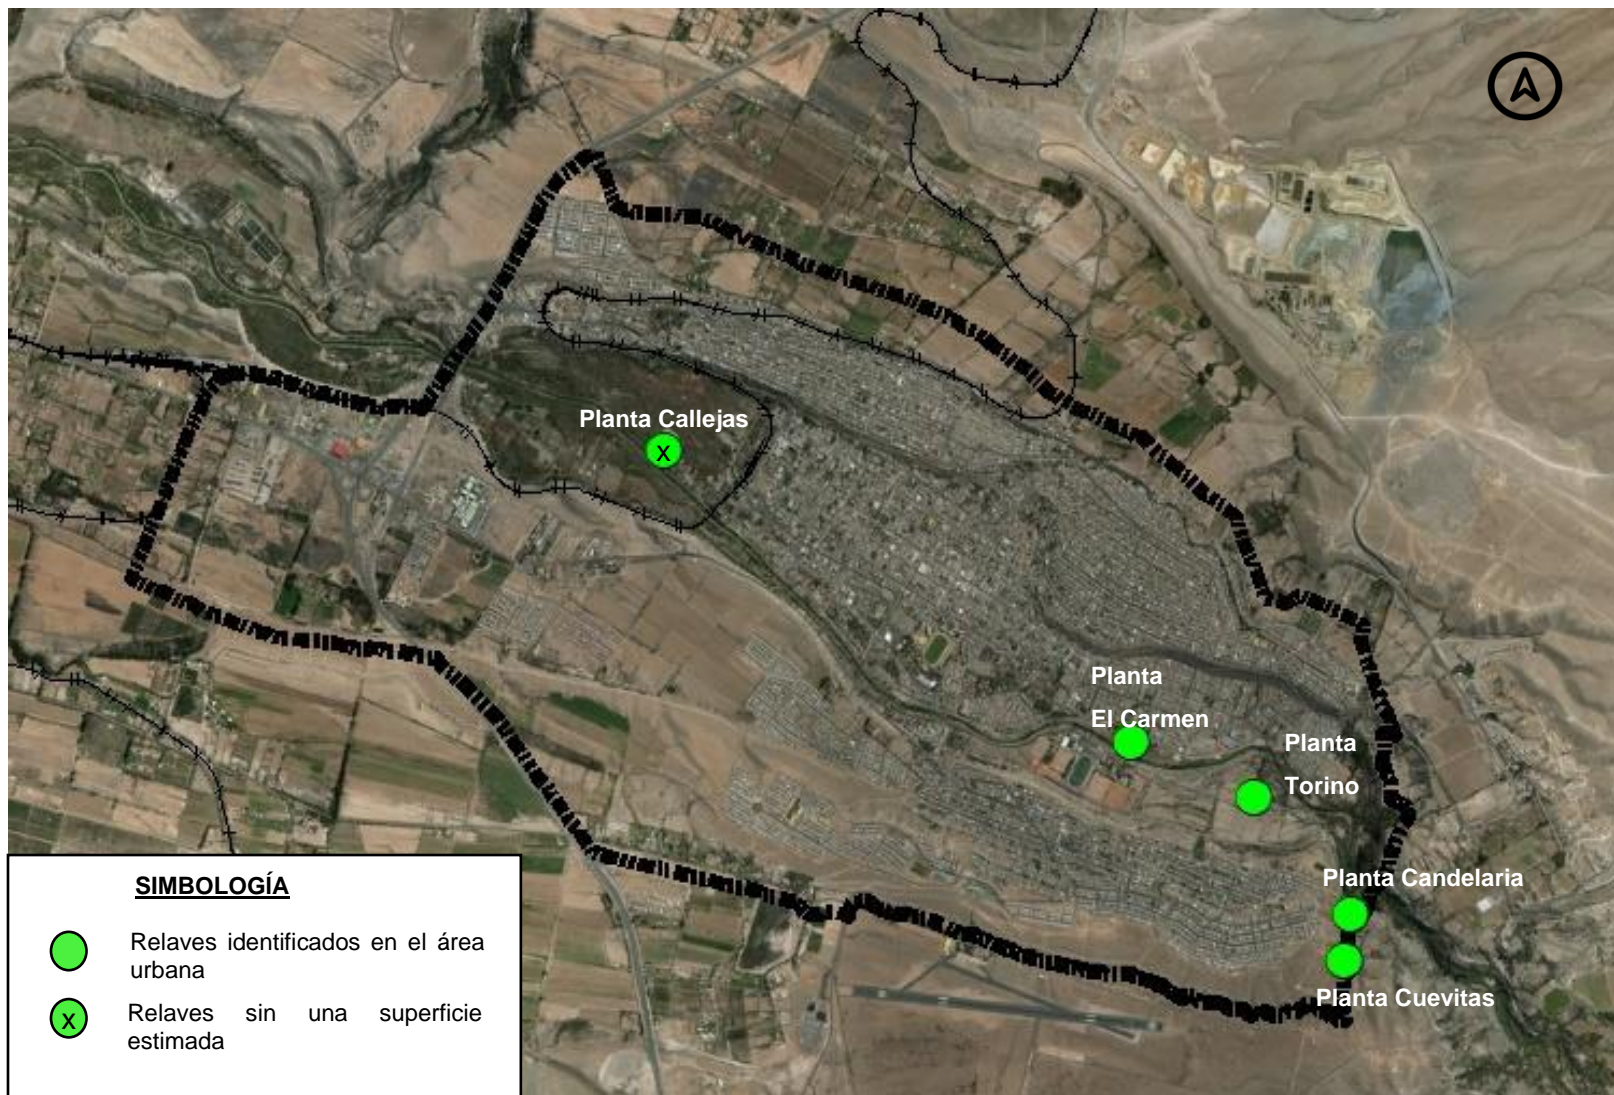 Planta Callejas
X
Planta
El Carmen
Planta
Torino
Planta Candelaria
Planta Cuevitas
SIMBOLOGÍA
Relaves identificados en el área
urbana
X
Relaves sin una superficie
estimada